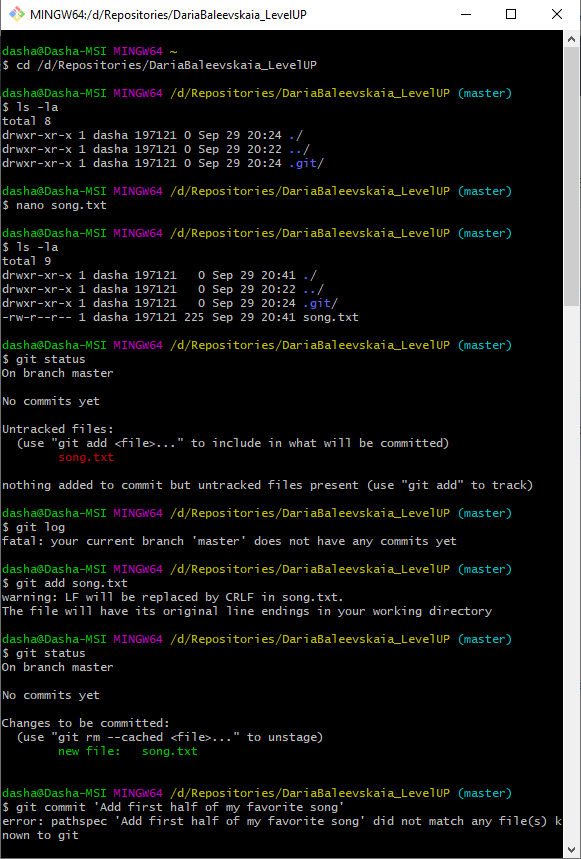 MINGW64:/d/Repositories/DariaBaleevskaia_LevelUP
dasha@Dasha-MSI MINGW64 ~
$ cd /d/Repositories/DariaBaleevskaia_LevelUP
dasha@Dasha-MSI MINGW64 /d/Repositories/DariaBaleevskaia_LevelUP (master)
$ ls -la
total 8
drwxr-xr-x 1 dasha 197121 0 Sep 29 20:24 ./
drwxr-xr-x 1 dasha 197121 0 Sep 29 20:22 ../
drwxr-xr-x 1 dasha 197121 0 Sep 29 20:24 .git/
dasha@Dasha-MSI MINGW64 /d/Repositories/DariaBaleevskaia_LevelUP (master)
$ nano song.txt
dasha@Dasha-MSI MINGW64 /d/Repositories/DariaBaleevskaia_LevelUP (master)
$ ls -la
total 9
drwxr-xr-x 1 dasha 197121   0 Sep 29 20:41 ./
drwxr-xr-x 1 dasha 197121   0 Sep 29 20:22 ../
drwxr-xr-x 1 dasha 197121   0 Sep 29 20:24 .git/
-rw-r--r-- 1 dasha 197121 225 Sep 29 20:41 song.txt
dasha@Dasha-MSI MINGW64 /d/Repositories/DariaBaleevskaia_LevelUP (master)
$ git status
On branch master
No commits yet
Untracked files:
  (use "git add <file>..." to include in what will be committed)
        song.txt
nothing added to commit but untracked files present (use "git add" to track)
dasha@Dasha-MSI MINGW64 /d/Repositories/DariaBaleevskaia_LevelUP (master)
$ git log
fatal: your current branch 'master' does not have any commits yet
dasha@Dasha-MSI MINGW64 /d/Repositories/DariaBaleevskaia_LevelUP (master)
$ git add song.txt
warning: LF will be replaced by CRLF in song.txt.
The file will have its original line endings in your working directory
dasha@Dasha-MSI MINGW64 /d/Repositories/DariaBaleevskaia_LevelUP (master)
$ git status
On branch master
No commits yet
Changes to be committed:
  (use "git rm --cached <file>..." to unstage)
        new file:   song.txt
dasha@Dasha-MSI MINGW64 /d/Repositories/DariaBaleevskaia_LevelUP (master)
$ git commit 'Add first half of my favorite song'
error: pathspec 'Add first half of my favorite song' did not match any file(s) k
nown to git